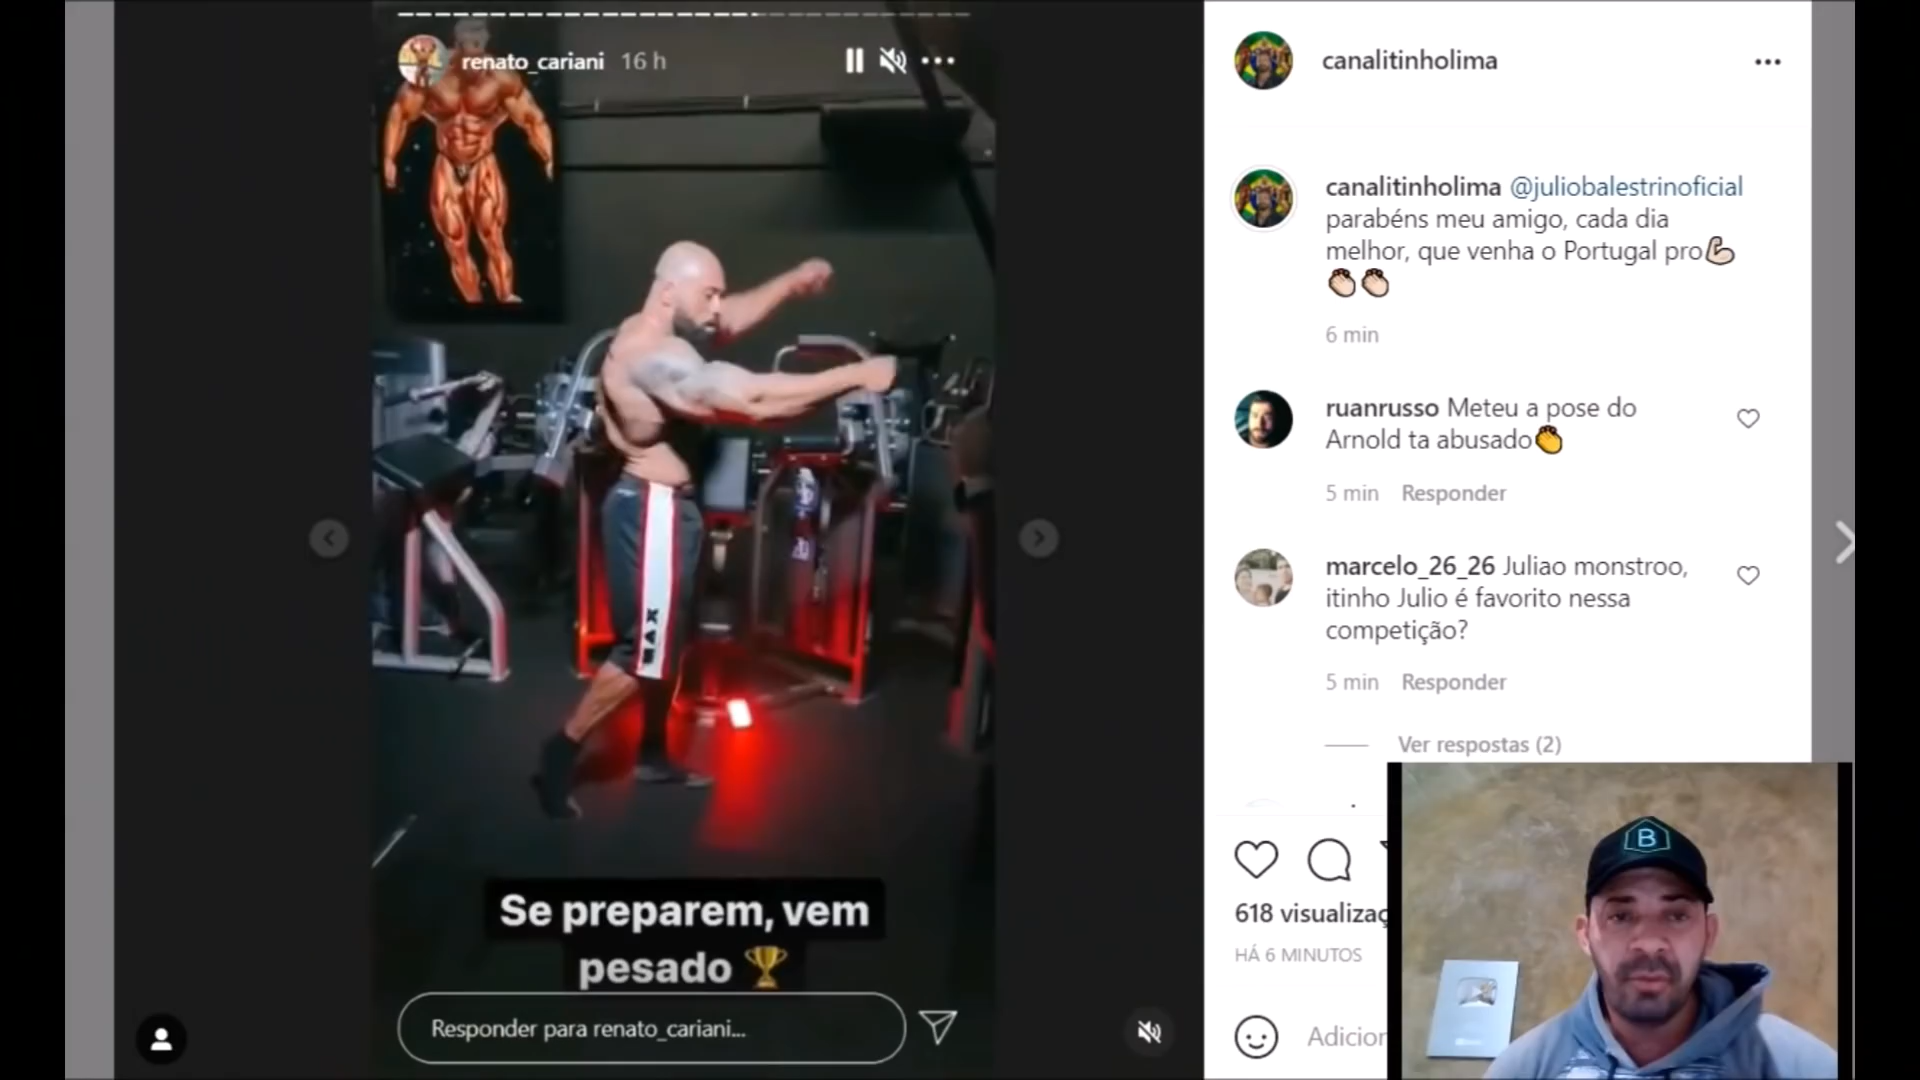 renato_cariani 16 h
Se preparem, vem
pesado
Responder para renato_cariani...
MAX
canalitinholima
canalitinholima @juliobalestrinoficial
parabéns meu amigo, cada dia
melhor, que venha o Portugal pro
6 min
ruanrusso Meteu a pose do
Arnold ta abusado
5 min Responder
marcelo_26_26 Juliao monstroo,
itinho Julio é favorito nessa
competição?
5 min Responder
Ver respostas (2)
618 visualizaç
HÁ 6 MINUTOS
Adicion
B